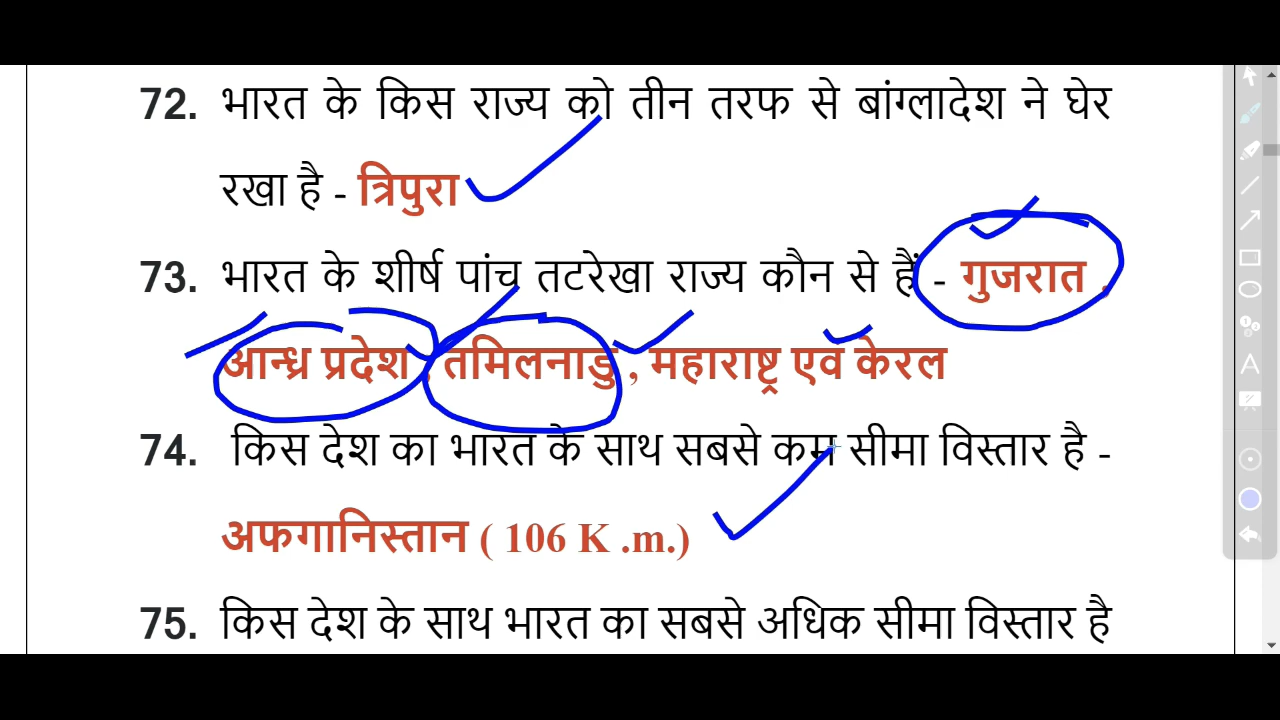 72. भारत के किस राज्य को तीन तरफ से बांग्लादेश ने घेर
रखा है - त्रिपुरा
73. भारत के शीर्ष पांच तटरेखा राज्य कौन से हैं - गुजरात ,
आन्ध्र प्रदेश , तमिलनाडु , महाराष्ट्र एवं केरल
74. किस देश का भारत के साथ सबसे कम सीमा विस्तार है -
अफगानिस्तान ( 106 K .m.)
75. किस देश के साथ भारत का सबसे अधिक सीमा विस्तार है